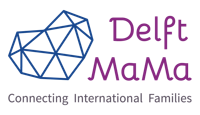 Delft
MaMa
Connecting International Families